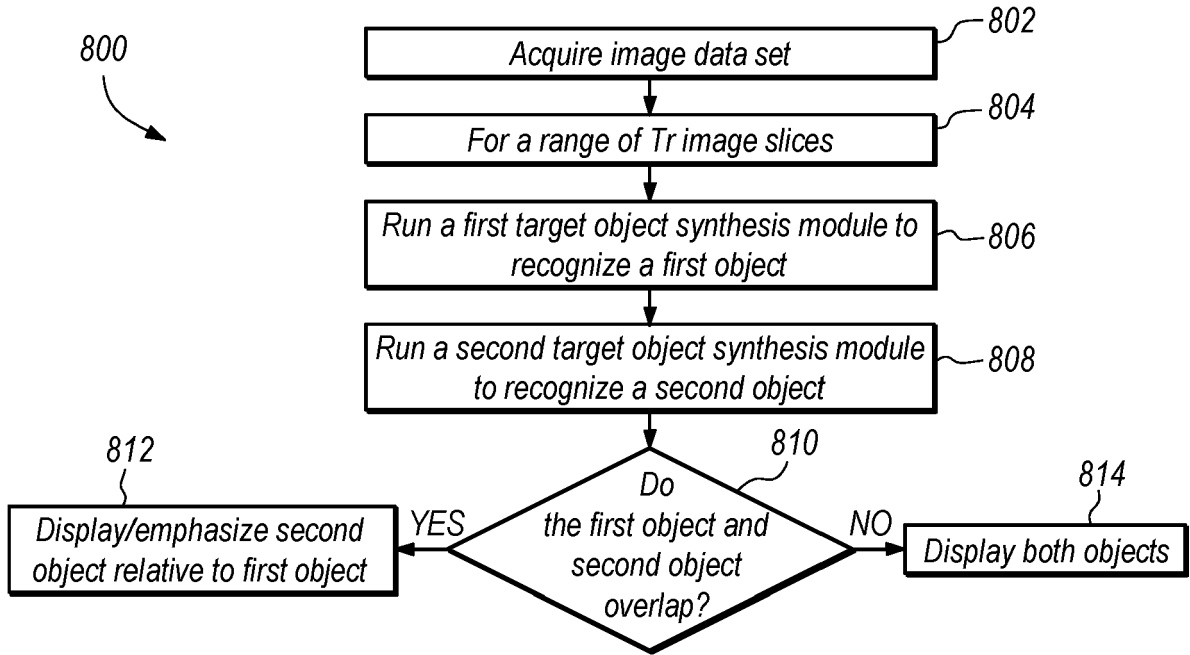 800
802
Acquire image data set
804
For a range of Tr image slices
Run a first target object synthesis module to
recognize a first object
806
Run a second target object synthesis module
to recognize a second object
808
810
Do
the first object and
second object
overlap?
812
YES
Display/emphasize second
object relative to first object
NO
814
Display both objects